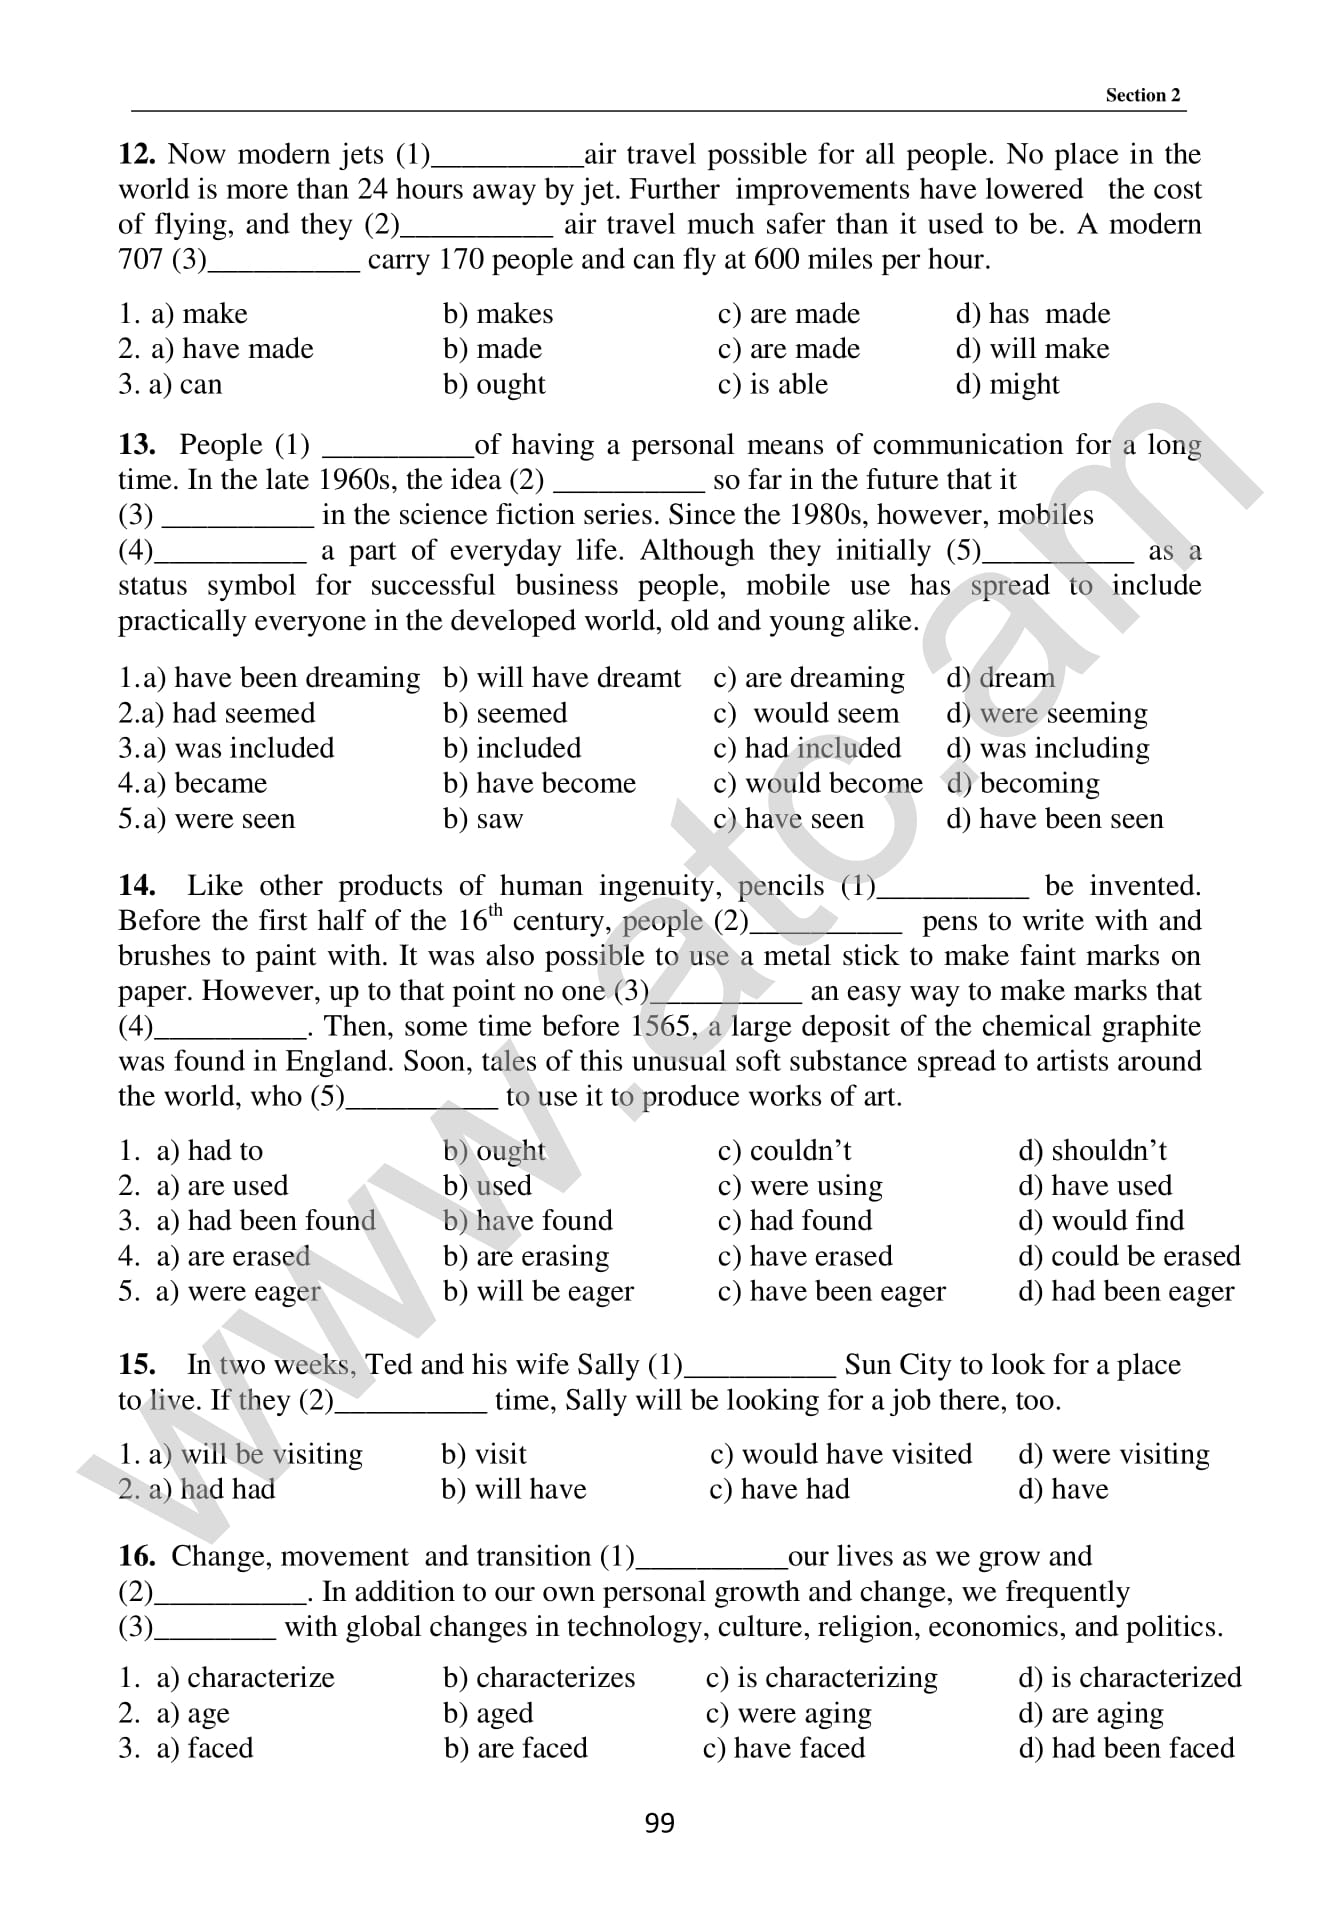 Section 2
12. Now modern jets (1)__________air travel possible for all people. No place in the
world is more than 24 hours away by jet. Further improvements have lowered the cost
of flying, and they (2)__________ air travel much safer than it used to be. A modern
707 (3)__________ carry 170 people and can fly at 600 miles per hour.
1. a) make b) makes c) are made d) has made
2. a) have made b) made c) are made d) will make
3. a) can b) ought c) is able d) might
13. People (1) __________of having a personal means of communication for a long
time. In the late 1960s, the idea (2) __________ so far in the future that it
(3) __________ in the science fiction series. Since the 1980s, however, mobiles
(4)__________ a part of everyday life. Although they initially (5)__________ as a
status symbol for successful business people, mobile use has spread to include
practically everyone in the developed world, old and young alike.
1.a) have been dreaming b) will have dreamt c) are dreaming d) dream
2.a) had seemed b) seemed c) would seem d) were seeming
3.a) was included b) included c) had included d) was including
4.a) became b) have become c) would become d) becoming
5.a) were seen b) saw c) have seen d) have been seen
14. Like other products of human ingenuity, pencils (1)__________ be invented.
Before the first half of the 16th century, people (2)__________ pens to write with and
brushes to paint with. It was also possible to use a metal stick to make faint marks on
paper. However, up to that point no one (3)__________ an easy way to make marks that
(4)__________. Then, some time before 1565, a large deposit of the chemical graphite
was found in England. Soon, tales of this unusual soft substance spread to artists around
the world, who (5)__________ to use it to produce works of art.
1. a) had to b) ought c) couldn’t d) shouldn’t
2. a) are used b) used c) were using d) have used
3. a) had been found b) have found c) had found d) would find
4. a) are erased b) are erasing c) have erased d) could be erased
5. a) were eager b) will be eager c) have been eager d) had been eager
15. In two weeks, Ted and his wife Sally (1)__________ Sun City to look for a place
to live. If they (2)__________ time, Sally will be looking for a job there, too.
1. a) will be visiting b) visit c) would have visited d) were visiting
2. a) had had b) will have c) have had d) have
16. Change, movement and transition (1)__________our lives as we grow and
(2)__________. In addition to our own personal growth and change, we frequently
(3)________ with global changes in technology, culture, religion, economics, and politics.
1. a) characterize b) characterizes c) is characterizing d) is characterized
2. a) age b) aged c) were aging d) are aging
3. a) faced b) are faced c) have faced d) had been faced
99
www.atc.am